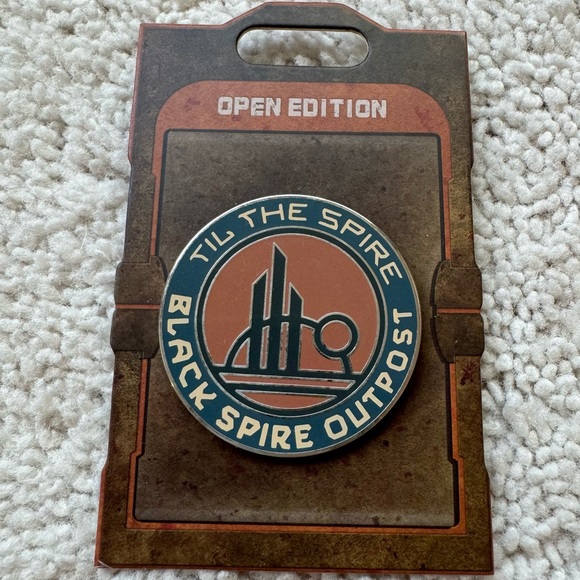 OPEN EDITION
TIL THE SPIRE
BLACK SPIRE OUTPOST